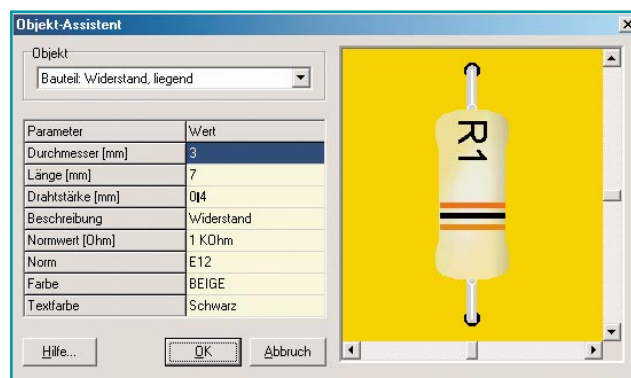 Objekt-Assistent
Objekt
Bauteil: Widerstand, liegend
Parameter Wert
Durchmesser [mm] 3
Länge [mm] 7
Drahtstärke [mm] 0,4
Beschreibung Widerstand
Normwert [Ohm] 1 KOhm
Norm E12
Farbe BEIGE
Textfarbe Schwarz
Hilfe... OK Abbruch
R1